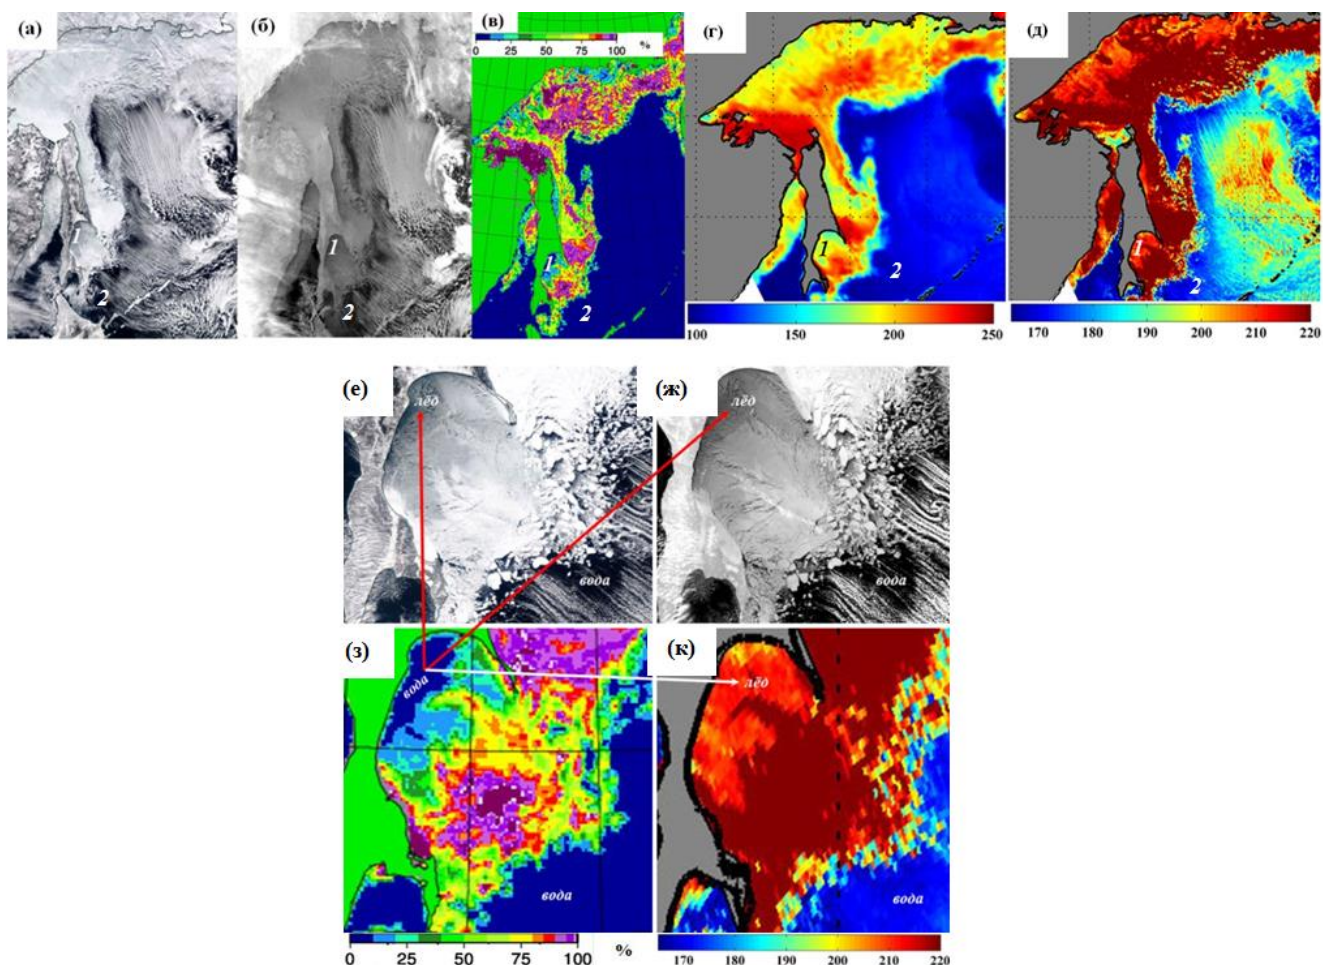 (а)
(б)
(в)
(г)
(д)
0 25 50 75 100
%
1
2
1
2
1
2
1
2
1
2
100 150 200 250
170 180 190 200 210 220
(е)
(ж)
лёд
лёд
вода
вода
(з)
(к)
вода
лёд
вода
вода
0 25 50 75 100 %
170 180 190 200 210 220